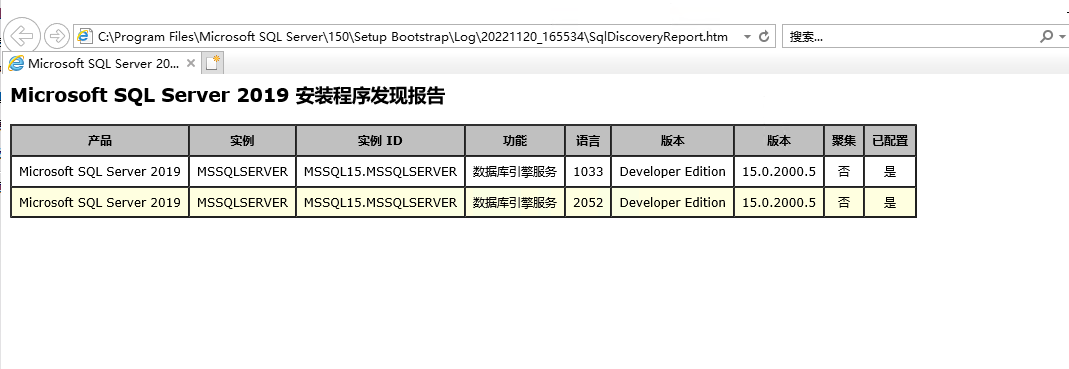 C:\Program Files\Microsoft SQL Server\150\Setup Bootstrap\Log\20221120_165534\SqlDiscoveryReport.htm 搜索...
Microsoft SQL Server 20...
Microsoft SQL Server 2019 安装程序发现报告
产品 实例 实例 ID 功能 语言 版本 版本 聚集 已配置
Microsoft SQL Server 2019 MSSQLSERVER MSSQL15.MSSQLSERVER 数据库引擎服务 1033 Developer Edition 15.0.2000.5 否 是
Microsoft SQL Server 2019 MSSQLSERVER MSSQL15.MSSQLSERVER 数据库引擎服务 2052 Developer Edition 15.0.2000.5 否 是